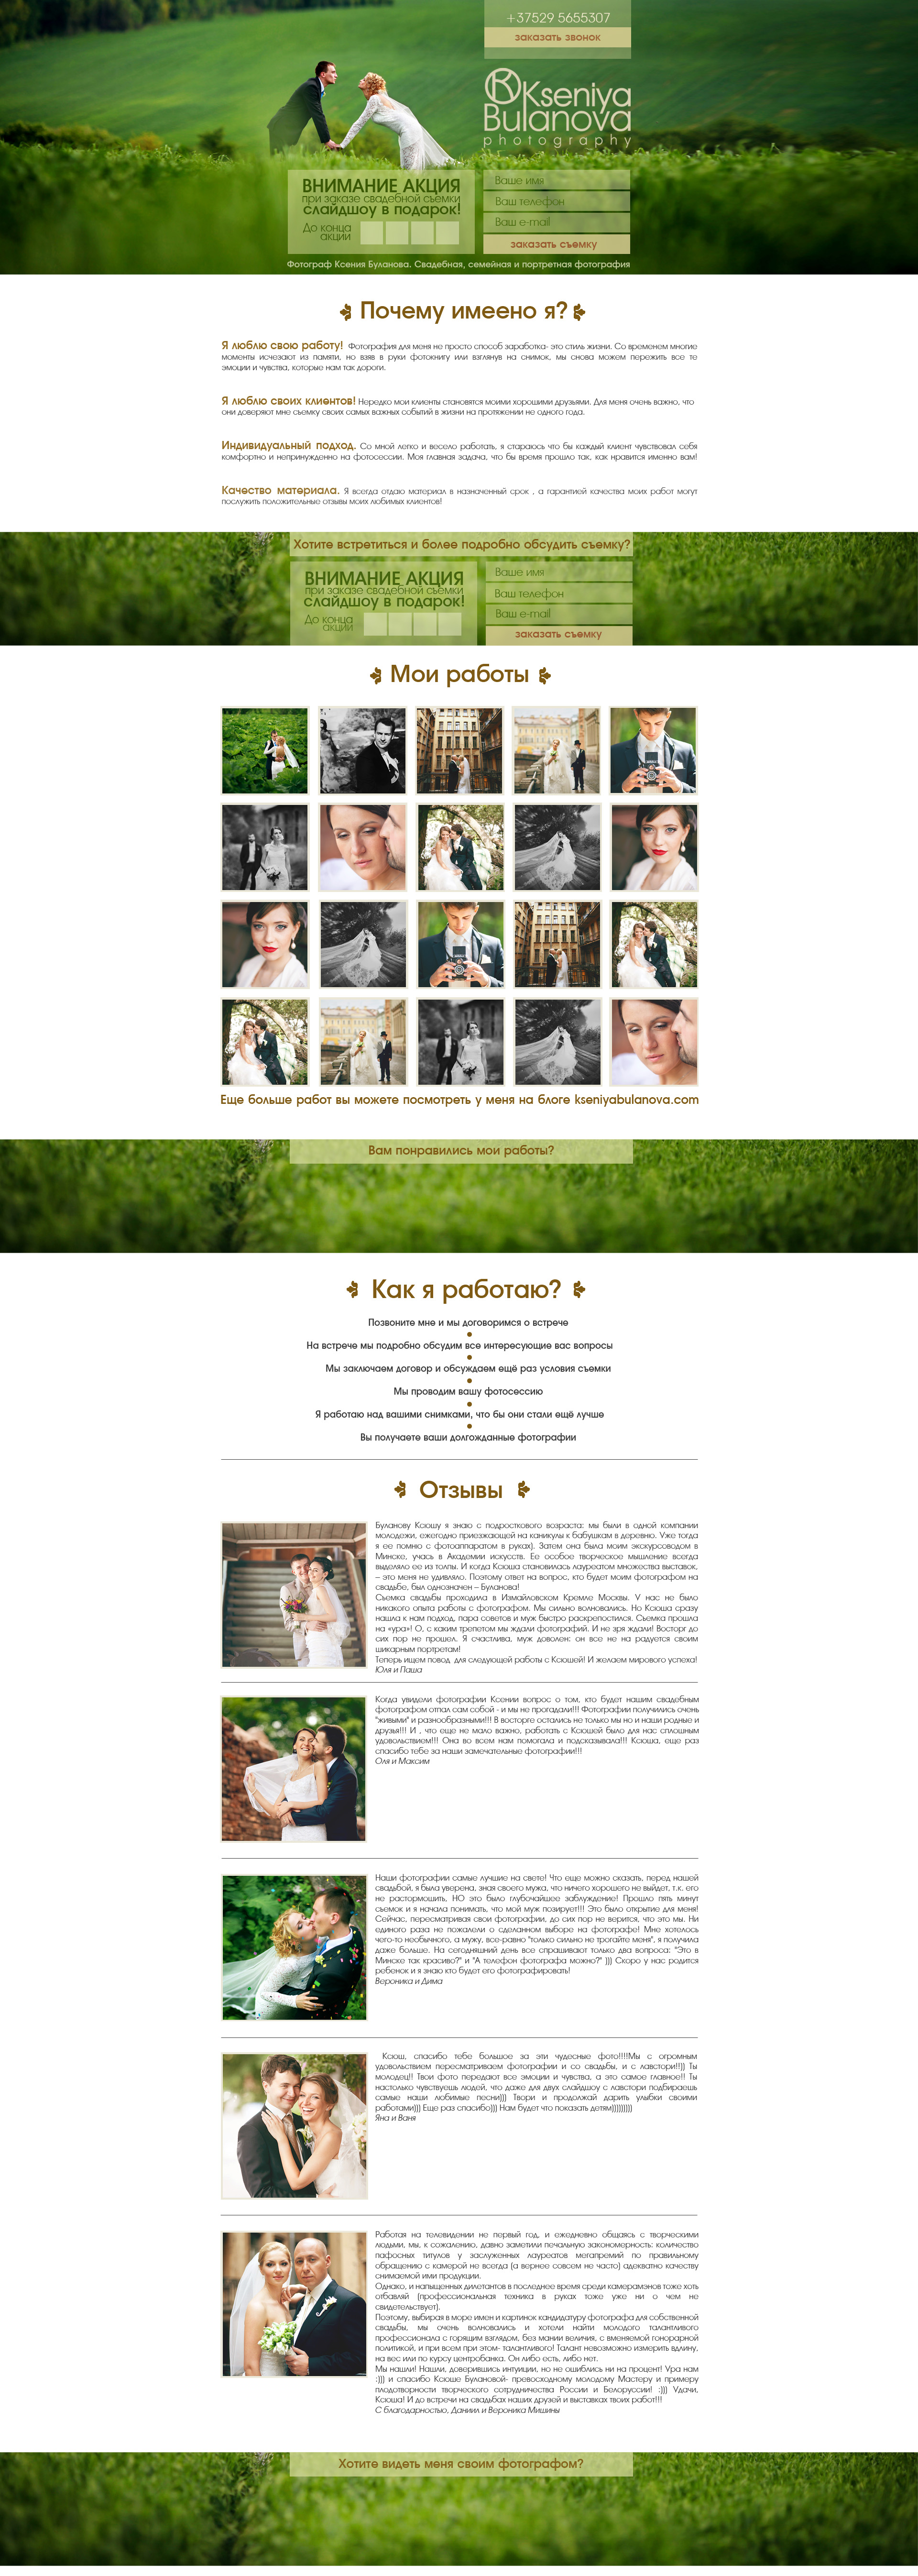 +37529 5655307
заказать звонок
Kseniya
Bulanova
photography
ВНИМАНИЕ АКЦИЯ
при заказе свадебной съемки
слайдшоу в подарок!
До конца
акции
Ваше имя
Ваш телефон
Ваш e-mail
заказать съемку
Фотограф Ксения Буланова. Свадебная, семейная и портретная фотография
Почему имеено я?
Я люблю свою работу! Фотография для меня не просто способ заработка- это стиль жизни. Со временем многие
моменты исчезают из памяти, но взяв в руки фотокнигу или взглянув на снимок, мы снова можем пережить все те
эмоции и чувства, которые нам так дороги.
Я люблю своих клиентов! Нередко мои клиенты становятся моими хорошими друзьями. Для меня очень важно, что
они доверяют мне съемку своих самых важных событий в жизни на протяжении не одного года.
Индивидуальный подход. Со мной легко и весело работать, я стараюсь что бы каждый клиент чувствовал себя
комфортно и непринужденно на фотосессии. Моя главная задача, что бы время прошло так, как нравится именно вам!
Качество материала. Я всегда отдаю материал в назначенный срок , а гарантией качества моих работ могут
послужить положительные отзывы моих любимых клиентов!
Хотите встретиться и более подробно обсудить съемку?
ВНИМАНИЕ АКЦИЯ
при заказе свадебной съемки
слайдшоу в подарок!
До конца
акции
Ваше имя
Ваш телефон
Ваш e-mail
заказать съемку
Мои работы
Еще больше работ вы можете посмотреть у меня на блоге kseniyabulanova.com
Вам понравились мои работы?
Как я работаю?
Позвоните мне и мы договоримся о встрече
На встрече мы подробно обсудим все интересующие вас вопросы
Мы заключаем договор и обсуждаем ещё раз условия съемки
Мы проводим вашу фотосессию
Я работаю над вашими снимками, что бы они стали ещё лучше
Вы получаете ваши долгожданные фотографии
Отзывы
Буланову Ксюшу я знаю с подросткового возраста: мы были в одной компании
молодежи, ежегодно приезжающей на каникулы к бабушкам в деревню. Уже тогда
я ее помню с фотоаппаратом в руках). Затем она была моим экскурсоводом в
Минске, учась в Академии искусств. Ее особое творческое мышление всегда
выделяло ее из толпы. И когда Ксюша становилась лауреатом множества выставок,
– это меня не удивляло. Поэтому ответ на вопрос, кто будет моим фотографом на
свадьбе, был однозначен – Буланова!
Съемка свадьбы проходила в Измайловском Кремле Москвы. У нас не было
никакого опыта работы с фотографом. Мы сильно волновались. Но Ксюша сразу
нашла к нам подход, пара советов и муж быстро раскрепостился. Съемка прошла
на «ура»! О, с каким трепетом мы ждали фотографий. И не зря ждали! Восторг до
сих пор не прошел. Я счастлива, муж доволен: он все не на радуется своим
шикарным портретам!
Теперь ищем повод для следующей работы с Ксюшей! И желаем мирового успеха!
Юля и Паша
Когда увидели фотографии Ксении вопрос о том, кто будет нашим свадебным
фотографом отпал сам собой - и мы не прогадали!!! Фотографии получились очень
"живыми" и разнообразными!!! В восторге остались не только мы но и наши родные и
друзья!!! И , что еще не мало важно, работать с Ксюшой было для нас сплошным
удовольствием!!! Она во всем нам помогала и подсказывала!!! Ксюша, еще раз
спасибо тебе за наши замечательные фотографии!!!
Оля и Максим
Наши фотографии самые лучшие на свете! Что еще можно сказать, перед нашей
свадьбой, я была уверена, зная своего мужа, что ничего хорошего не выйдет, т.к. его
не растормошить, НО это было глубочайшее заблуждение! Прошло пять минут
съемок и я начала понимать, что мой муж позирует!!! Это было открытие для меня!
Сейчас, пересматривая свои фотографии, до сих пор не верится, что это мы. Ни
единого раза не пожалели о сделанном выборе на фотографе! Мне хотелось
чего-то необычного, а мужу, все-равно "только сильно не трогайте меня", я получила
даже больше. На сегодняшний день все спрашивают только два вопроса: "Это в
Минске так красиво?" и "А телефон фотографа можно?" ))) Скоро у нас родится
ребенок и я знаю кто будет его фотографировать!
Вероника и Дима
Ксюш, спасибо тебе большое за эти чудесные фото!!!!Мы с огромным
удовольствием пересматриваем фотографии и со свадьбы, и с лавстори!!)) Ты
молодец!! Твои фото передают все эмоции и чувства, а это самое главное!! Ты
настолько чувствуешь людей, что даже для двух слайдшоу с лавстори подбираешь
самые наши любимые песни))) Твори и продолжай дарить улыбки своими
работами))) Еще раз спасибо))) Нам будет что показать детям)))))))))
Яна и Ваня
Работая на телевидении не первый год, и ежедневно общаясь с творческими
людьми, мы, к сожалению, давно заметили печальную закономерность: количество
пафосных титулов у заслуженных лауреатов мегапремий по правильному
обращению с камерой не всегда (а вернее совсем не часто) адекватно качеству
снимаемой ими продукции.
Однако, и напыщенных дилетантов в последнее время среди камерамэнов тоже хоть
отбавляй (профессиональная техника в руках тоже уже ни о чем не
свидетельствует).
Поэтому, выбирая в море имен и картинок кандидатуру фотографа для собственной
свадьбы, мы очень волновались и хотели найти молодого талантливого
профессионала с горящим взглядом, без мании величия, с вменяемой гонорарной
политикой, и при всем при этом- талантливого! Талант невозможно измерить вдлину,
на вес или по курсу центробанка. Он либо есть, либо нет.
Мы нашли! Нашли, доверившись интуиции, но не ошиблись ни на процент! Ура нам
:))) и спасибо Ксюше Булановой- превосходному молодому Мастеру и примеру
плодотворности творческого сотрудничества России и Белоруссии! :))) Удачи,
Ксюша! И до встречи на свадьбах наших друзей и выставках твоих работ!!!
С благодарностью, Даниил и Вероника Мишины
Хотите видеть меня своим фотографом?